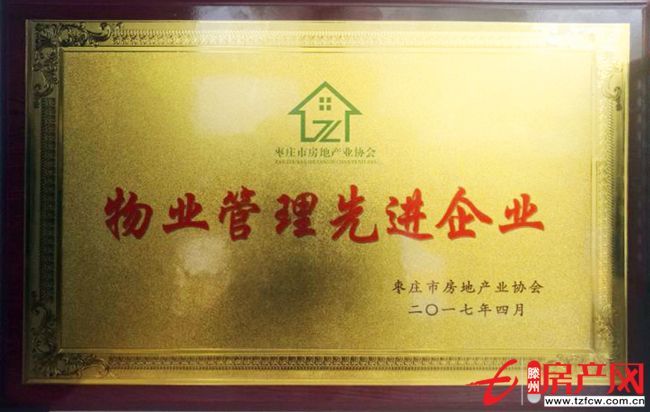 枣庄市房地产业协会
物业管理先进企业
枣庄市房地产业协会
二〇一七年四月
滕州 房产网
www.tzfcw.com.cn